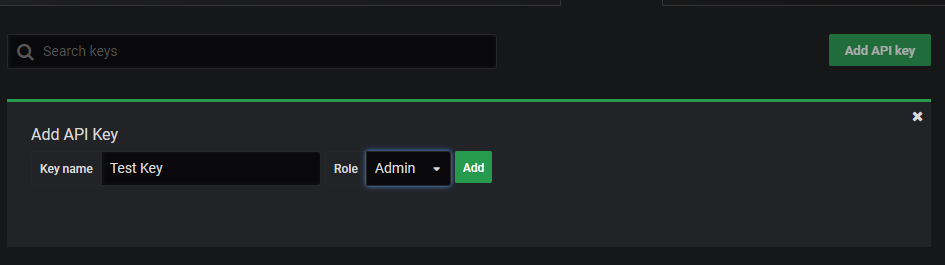 Search keys
Add API key
Add API Key
Key name Test Key Role Admin Add